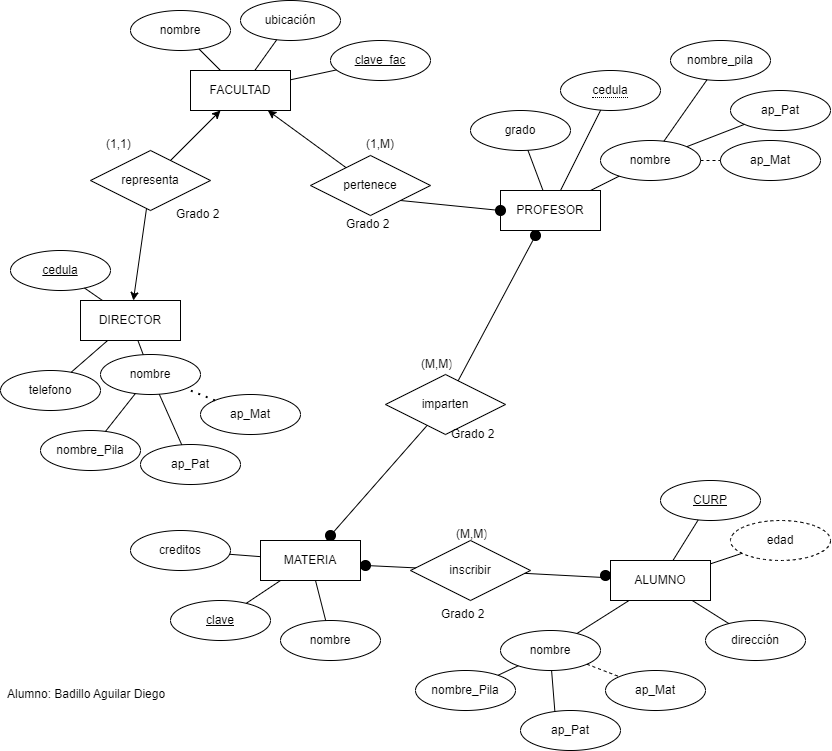 nombre
ubicación
clave_fac
FACULTAD
nombre_pila
cedula
ap_Pat
grado
nombre
ap_Mat
(1,1)
(1,M)
representa
pertenece
Grado 2
Grado 2
PROFESOR
cedula
DIRECTOR
nombre
telefono
ap_Mat
nombre_Pila
ap_Pat
(M,M)
imparten
Grado 2
CURP
edad
creditos
MATERIA
(M,M)
inscribir
Grado 2
ALUMNO
clave
nombre
nombre
dirección
nombre_Pila
ap_Mat
ap_Pat
Alumno: Badillo Aguilar Diego